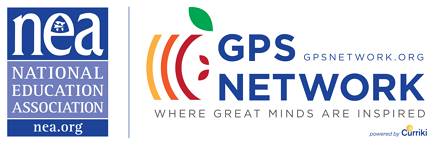 nea
NATIONAL
EDUCATION
ASSOCIATION
nea.org
GPS GPSNETWORK.ORG
NETWORK
WHERE GREAT MINDS ARE INSPIRED
powered by Curriki